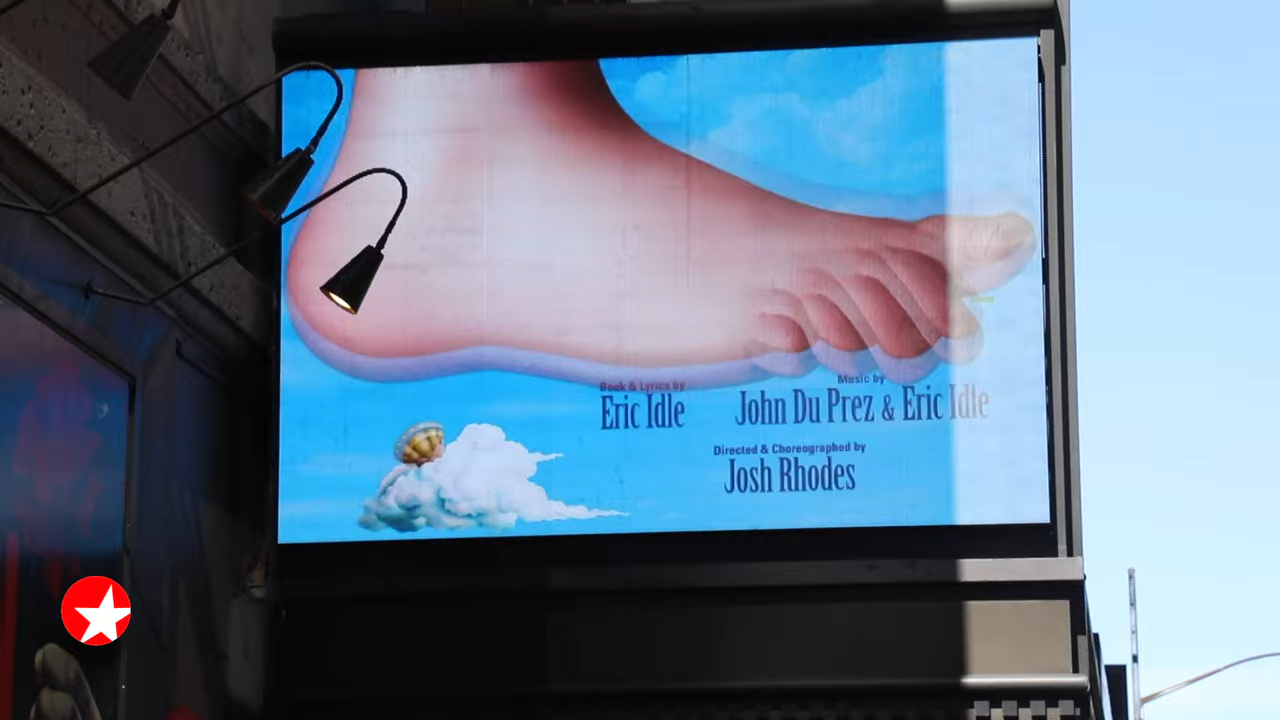 Book & Lyrics by
Eric Idle
Music by
John Du Prez & Eric Idle
Directed & Choreographed by
Josh Rhodes